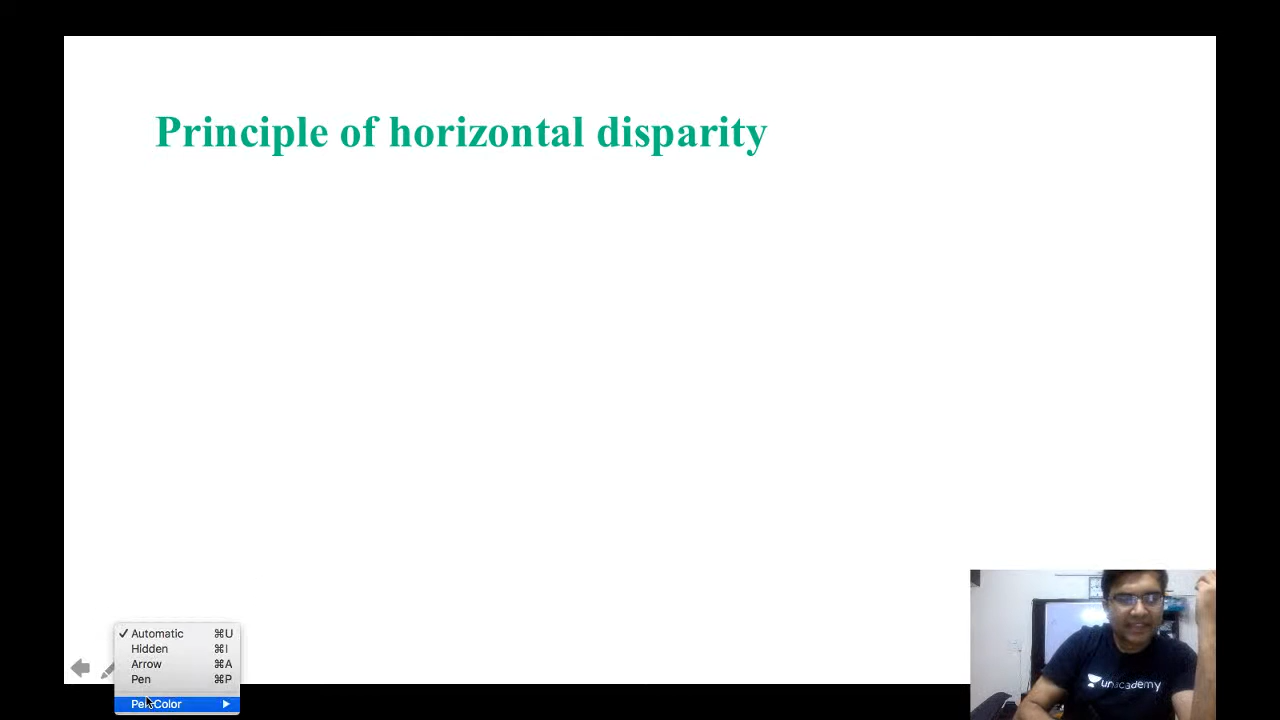 Principle of horizontal disparity
✓ Automatic ⌘U
Hidden ⌘I
Arrow ⌘A
Pen ⌘P
Pen Color
unacademy